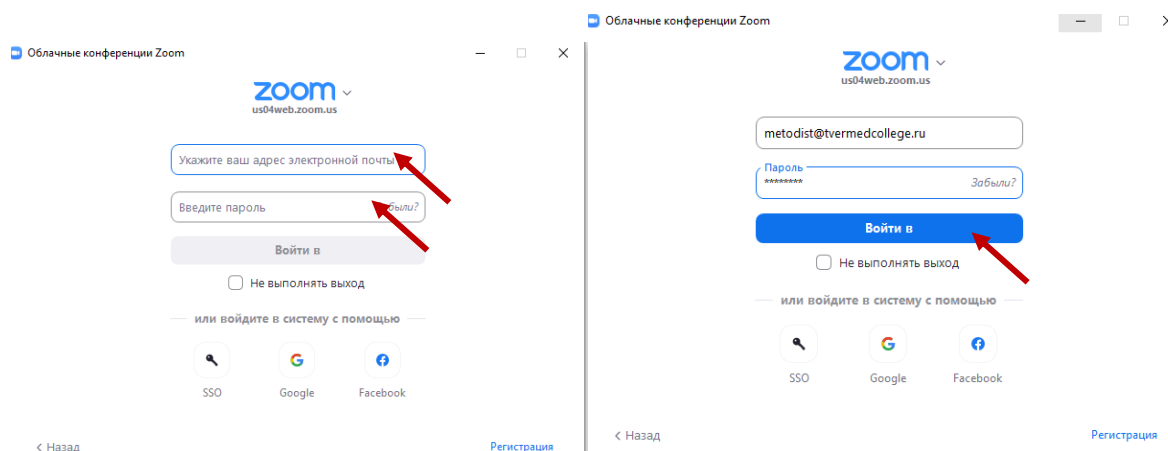 Облачные конференции Zoom
zoom
us04web.zoom.us
Укажите ваш адрес электронной почты
Введите пароль
были?
Войти в
Не выполнять выход
или войдите в систему с помощью
SSO Google Facebook
< Назад Регистрация
Облачные конференции Zoom
zoom
us04web.zoom.us
metodist@tvermedcollege.ru
Пароль
******** Забыли?
Войти в
Не выполнять выход
или войдите в систему с помощью
SSO Google Facebook
< Назад Регистрация